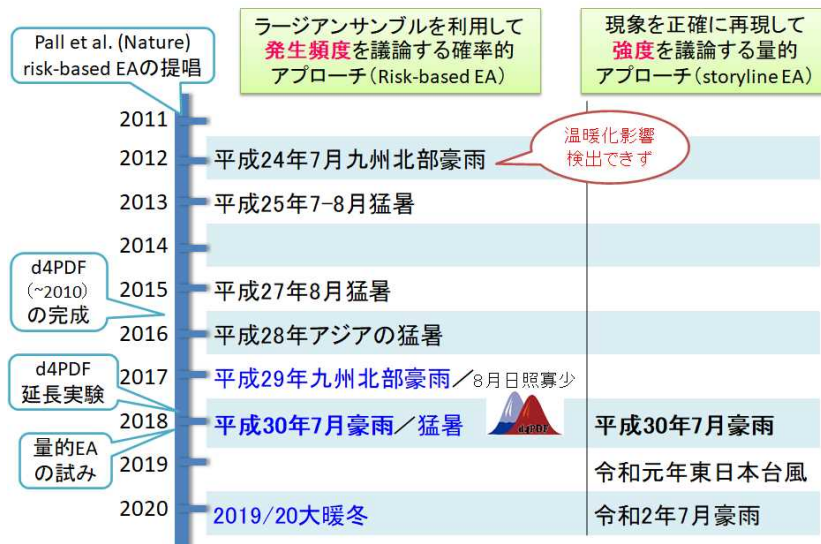 Pall et al. (Nature)
risk-based EAの提唱
ラージアンサンブルを利用して
発生頻度を議論する確率的
アプローチ(Risk-based EA)
現象を正確に再現して
強度を議論する量的
アプローチ(storyline EA)
2011
温暖化影響
検出できず
2012
平成24年7月九州北部豪雨
2013
平成25年7-8月猛暑
2014
d4PDF
(~2010)
の完成
2015
平成27年8月猛暑
2016
平成28年アジアの猛暑
2017
平成29年九州北部豪雨/8月日照寡少
d4PDF
延長実験
d4PDF
2018
平成30年7月豪雨/猛暑
平成30年7月豪雨
量的EA
の試み
2019
令和元年東日本台風
2020
2019/20大暖冬
令和2年7月豪雨